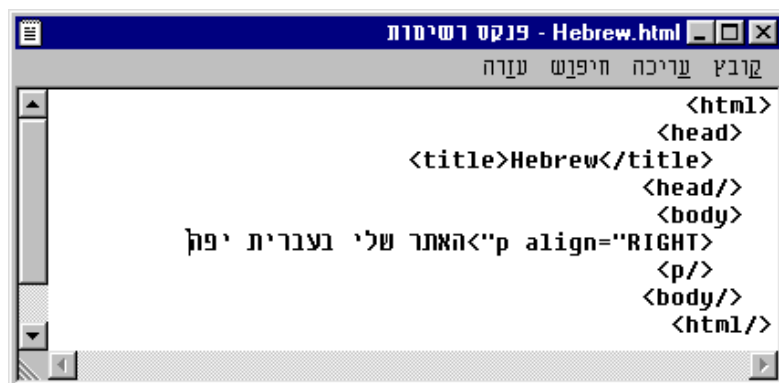 Hebrew.html - פנקס רשימות
קובץ עריכה חיפוש עזרה
<html>
<head>
<title>Hebrew</title>
</head>
<body>
<p align="RIGHT">האתר שלי בעברית יפה
</p>
</body>
</html>